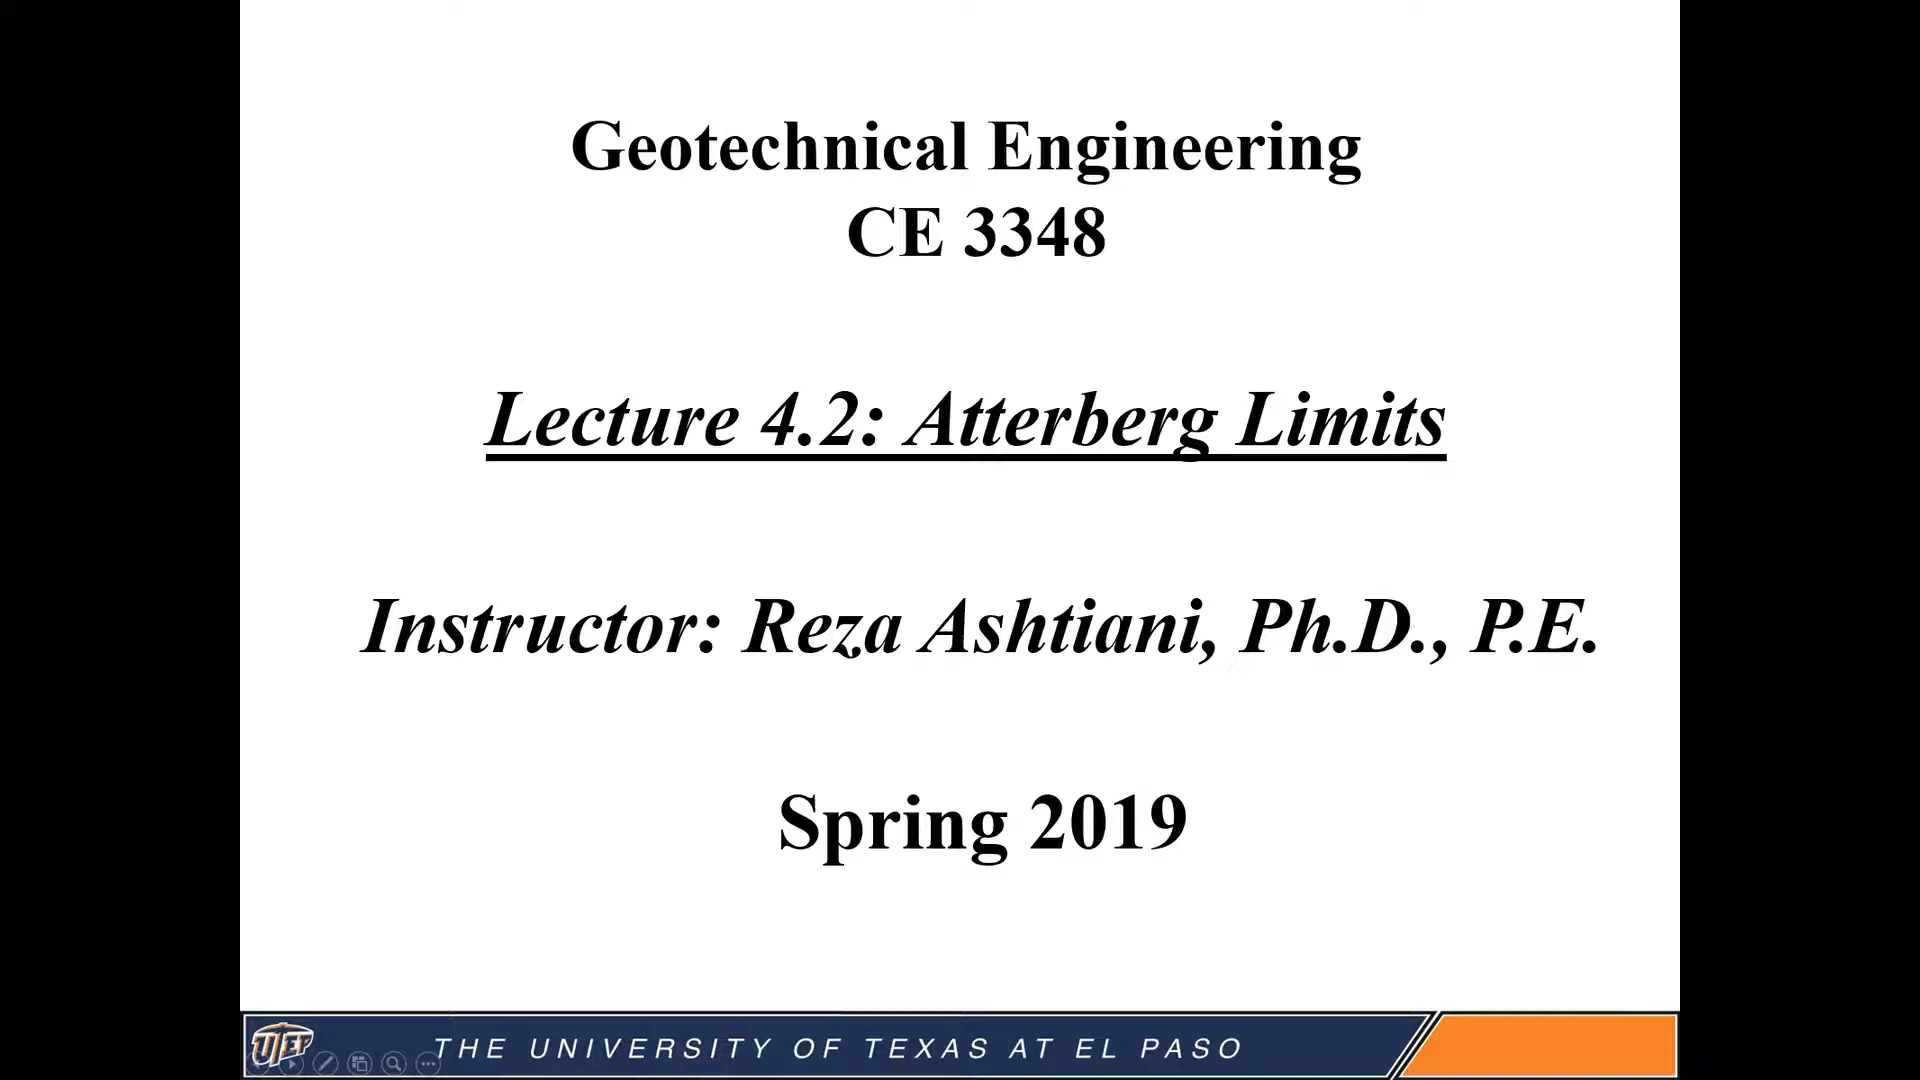 Geotechnical Engineering
CE 3348
Lecture 4.2: Atterberg Limits
Instructor: Reza Ashtiani, Ph.D., P.E.
Spring 2019
UTEP
THE UNIVERSITY OF TEXAS AT EL PASO